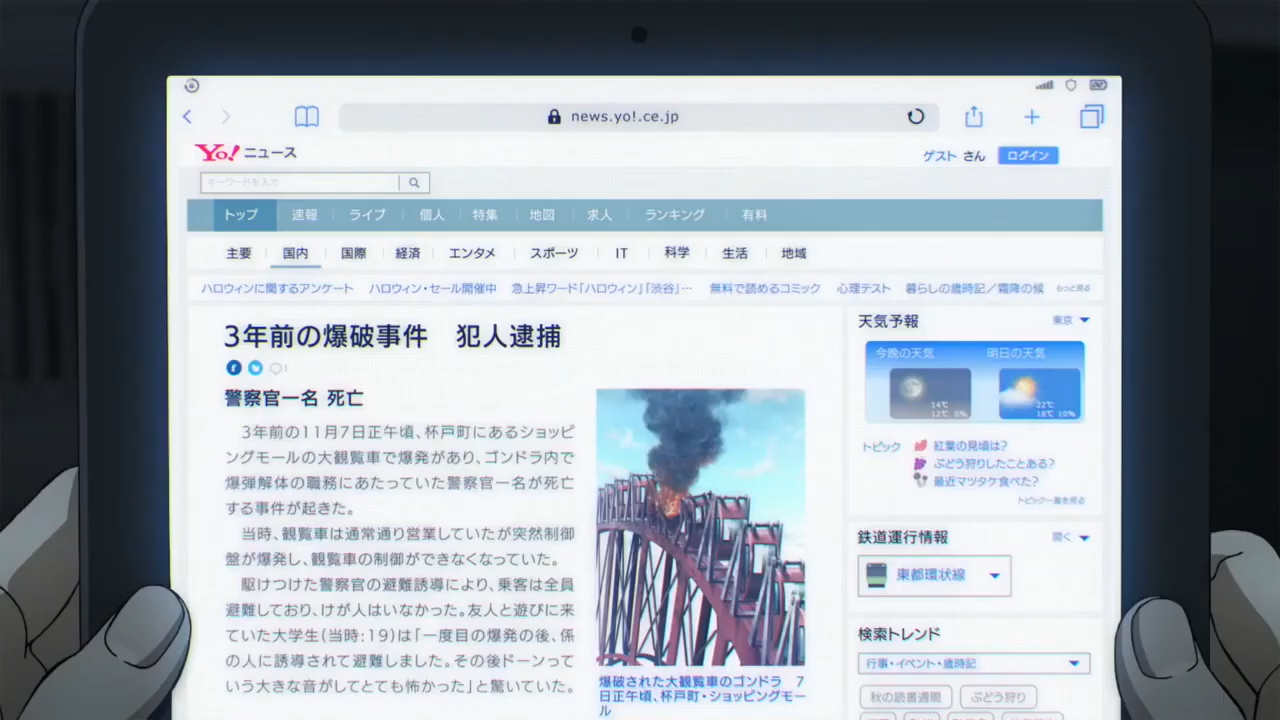 news.yo!.ce.jp
Yo!ニュース
ゲスト さん ログイン
キーワードを入力
トップ 速報 ライブ 個人 特集 地図 求人 ランキング 有料
主要 国内 国際 経済 エンタメ スポーツ IT 科学 生活 地域
ハロウィンに関するアンケート ハロウィン・セール開催中 急上昇ワード「ハロウィン」「渋谷」… 無料で読めるコミック 心理テスト 暮らしの歳時記／霜降の候 もっと見る
3年前の爆破事件 犯人逮捕
警察官一名 死亡
3年前の11月7日正午頃、杯戸町にあるショッピ
ングモールの大観覧車で爆発があり、ゴンドラ内で
爆弾解体の職務にあたっていた警察官一名が死亡
する事件が起きた。
当時、観覧車は通常通り営業していたが突然制御
盤が爆発し、観覧車の制御ができなくなっていた。
駆けつけた警察官の避難誘導により、乗客は全員
避難しており、けが人はいなかった。友人と遊びに来
ていた大学生(当時:19)は「一度目の爆発の後、係
の人に誘導されて避難しました。その後ドーンって
いう大きな音がしてとても怖かった」と驚いていた。
爆破された大観覧車のゴンドラ 7
日正午頃、杯戸町・ショッピングモー
ル
天気予報 東京
今晩の天気 明日の天気
14℃ 22℃
12℃ 0% 18℃ 10%
トピック 紅葉の見頃は?
ぶどう狩りしたことある?
最近マツタケ食べた?
トピック一覧を見る
鉄道運行情報 開く
東都環状線
検索トレンド
行事・イベント・歳時記
秋の読書週間 ぶどう狩り